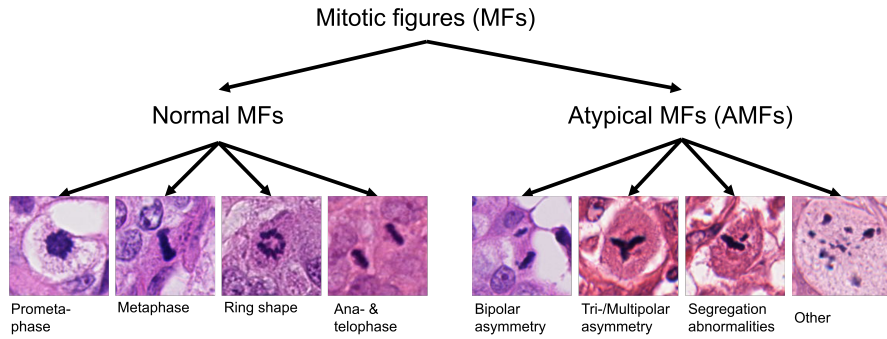 Mitotic figures (MFs)
Normal MFs
Atypical MFs (AMFs)
Prometa-
phase
Metaphase
Ring shape
Ana- &
telophase
Bipolar
asymmetry
Tri-/Multipolar
asymmetry
Segregation
abnormalities
Other